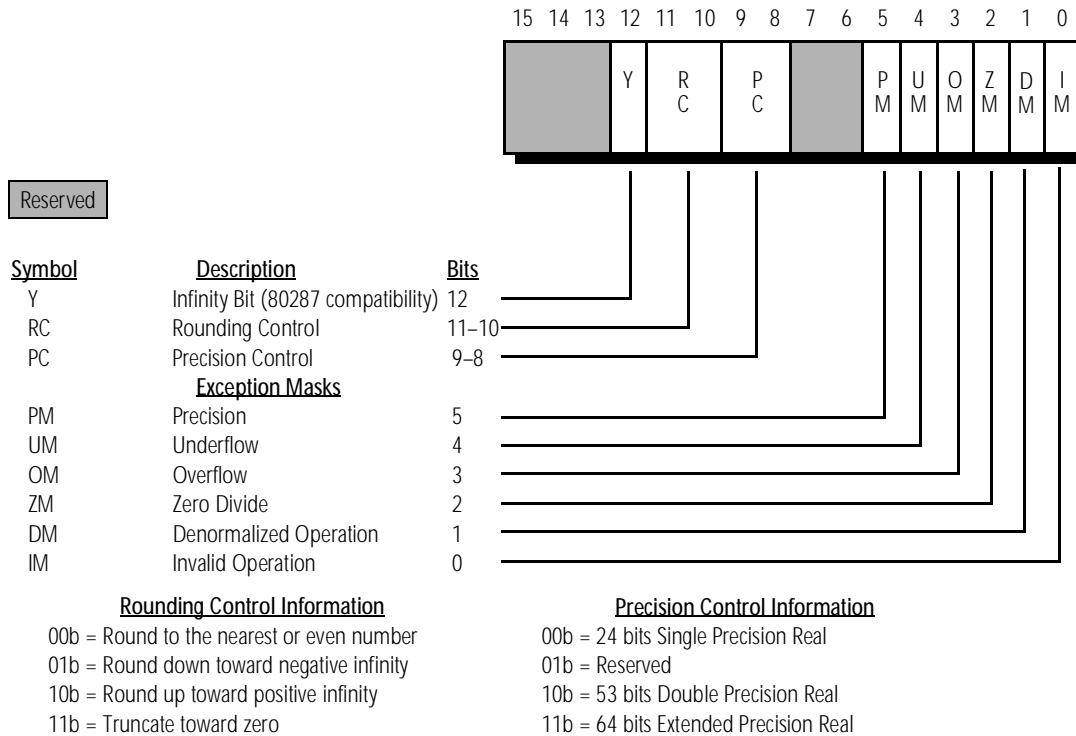 15 14 13 12 11 10 9 8 7 6 5 4 3 2 1 0
Y R P P U O Z D I
C C M M M M M M
Reserved
Symbol Description Bits
Y Infinity Bit (80287 compatibility) 12
RC Rounding Control 11–10
PC Precision Control 9–8
Exception Masks
PM Precision 5
UM Underflow 4
OM Overflow 3
ZM Zero Divide 2
DM Denormalized Operation 1
IM Invalid Operation 0
Rounding Control Information
00b = Round to the nearest or even number
01b = Round down toward negative infinity
10b = Round up toward positive infinity
11b = Truncate toward zero
Precision Control Information
00b = 24 bits Single Precision Real
01b = Reserved
10b = 53 bits Double Precision Real
11b = 64 bits Extended Precision Real